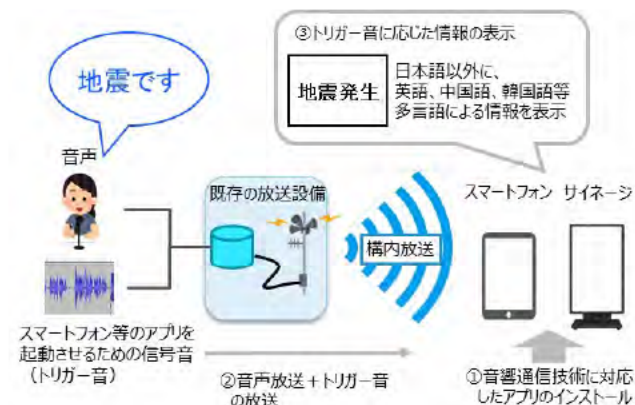 ③トリガー音に応じた情報の表示
地震です
地震発生
日本語以外に、
英語、中国語、韓国語等
多言語による情報を表示
音声
既存の放送設備
構内放送
スマートフォン サイネージ
スマートフォン等のアプリを
起動させるための信号音
(トリガー音)
②音声放送+トリガー音
の放送
①音響通信技術に対応
したアプリのインストール